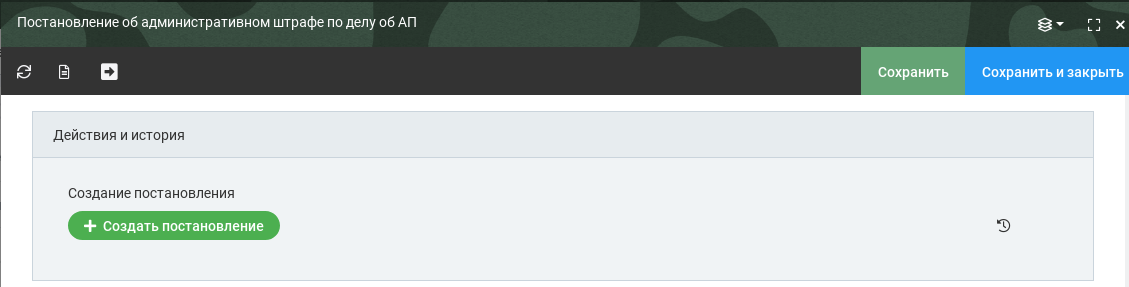 Постановление об административном штрафе по делу об АП
Сохранить
Сохранить и закрыть
Действия и история
Создание постановления
Создать постановление